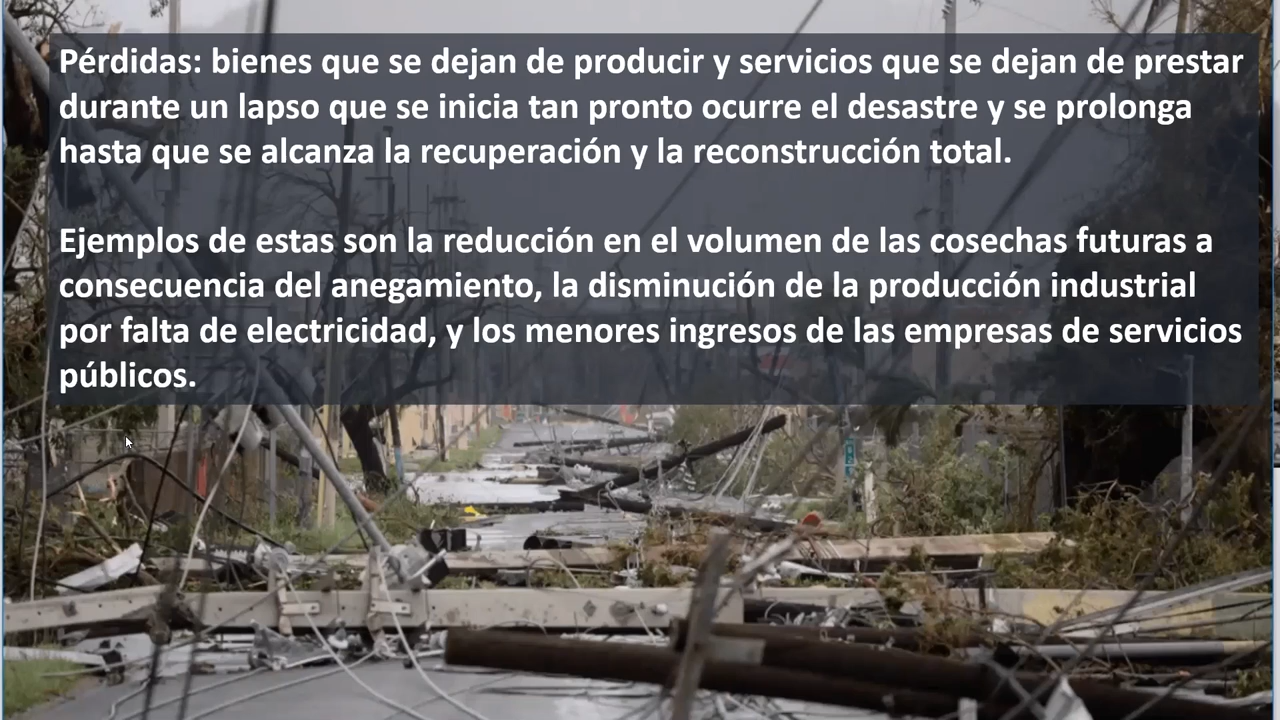 Pérdidas: bienes que se dejan de producir y servicios que se dejan de prestar
durante un lapso que se inicia tan pronto ocurre el desastre y se prolonga
hasta que se alcanza la recuperación y la reconstrucción total.
Ejemplos de estas son la reducción en el volumen de las cosechas futuras a
consecuencia del anegamiento, la disminución de la producción industrial
por falta de electricidad, y los menores ingresos de las empresas de servicios
públicos.